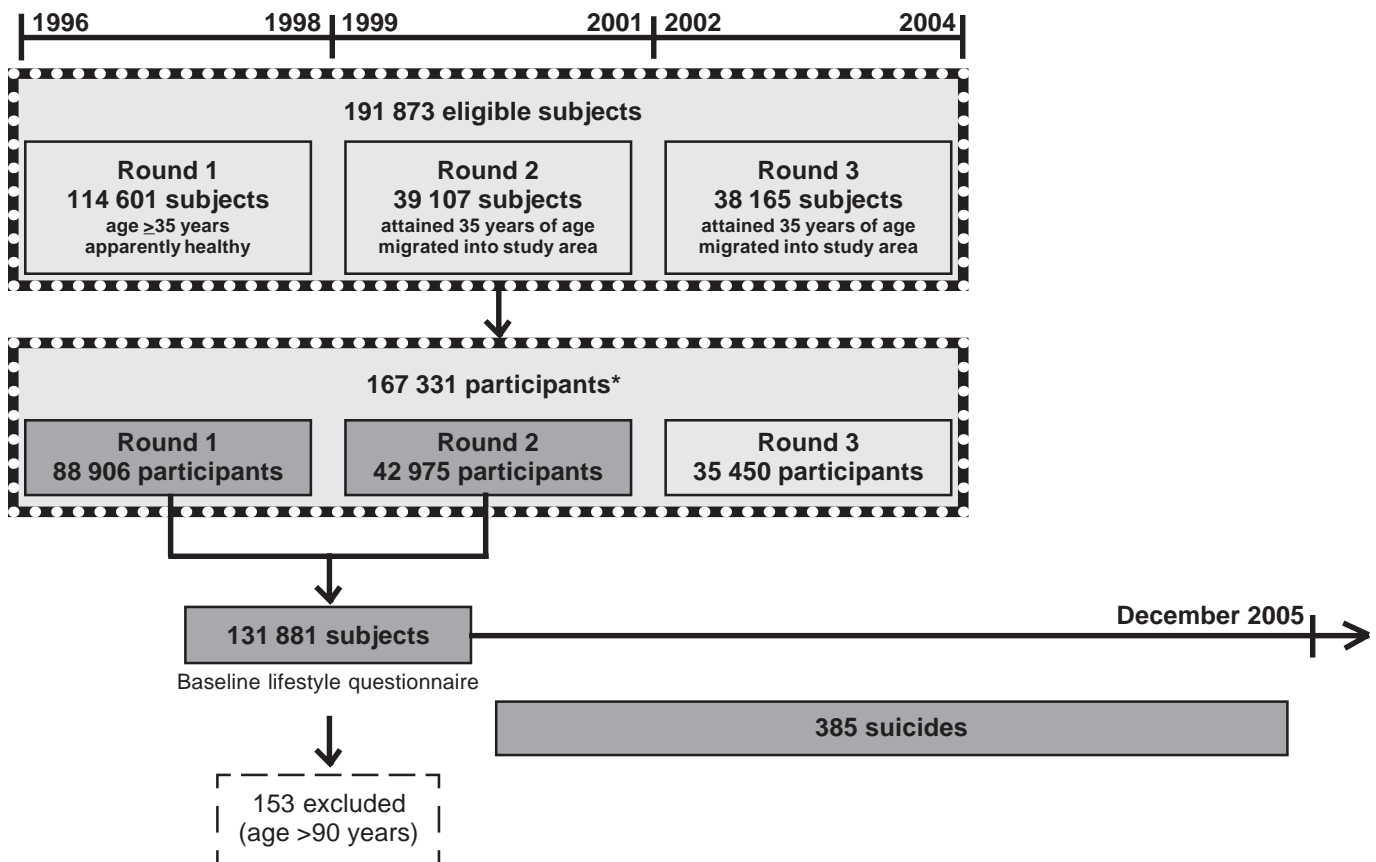 1996 1998 1999 2001 2002 2004
191 873 eligible subjects
Round 1
114 601 subjects
age ≥35 years
apparently healthy
Round 2
39 107 subjects
attained 35 years of age
migrated into study area
Round 3
38 165 subjects
attained 35 years of age
migrated into study area
167 331 participants*
Round 1
88 906 participants
Round 2
42 975 participants
Round 3
35 450 participants
131 881 subjects
December 2005
Baseline lifestyle questionnaire
385 suicides
153 excluded
(age >90 years)